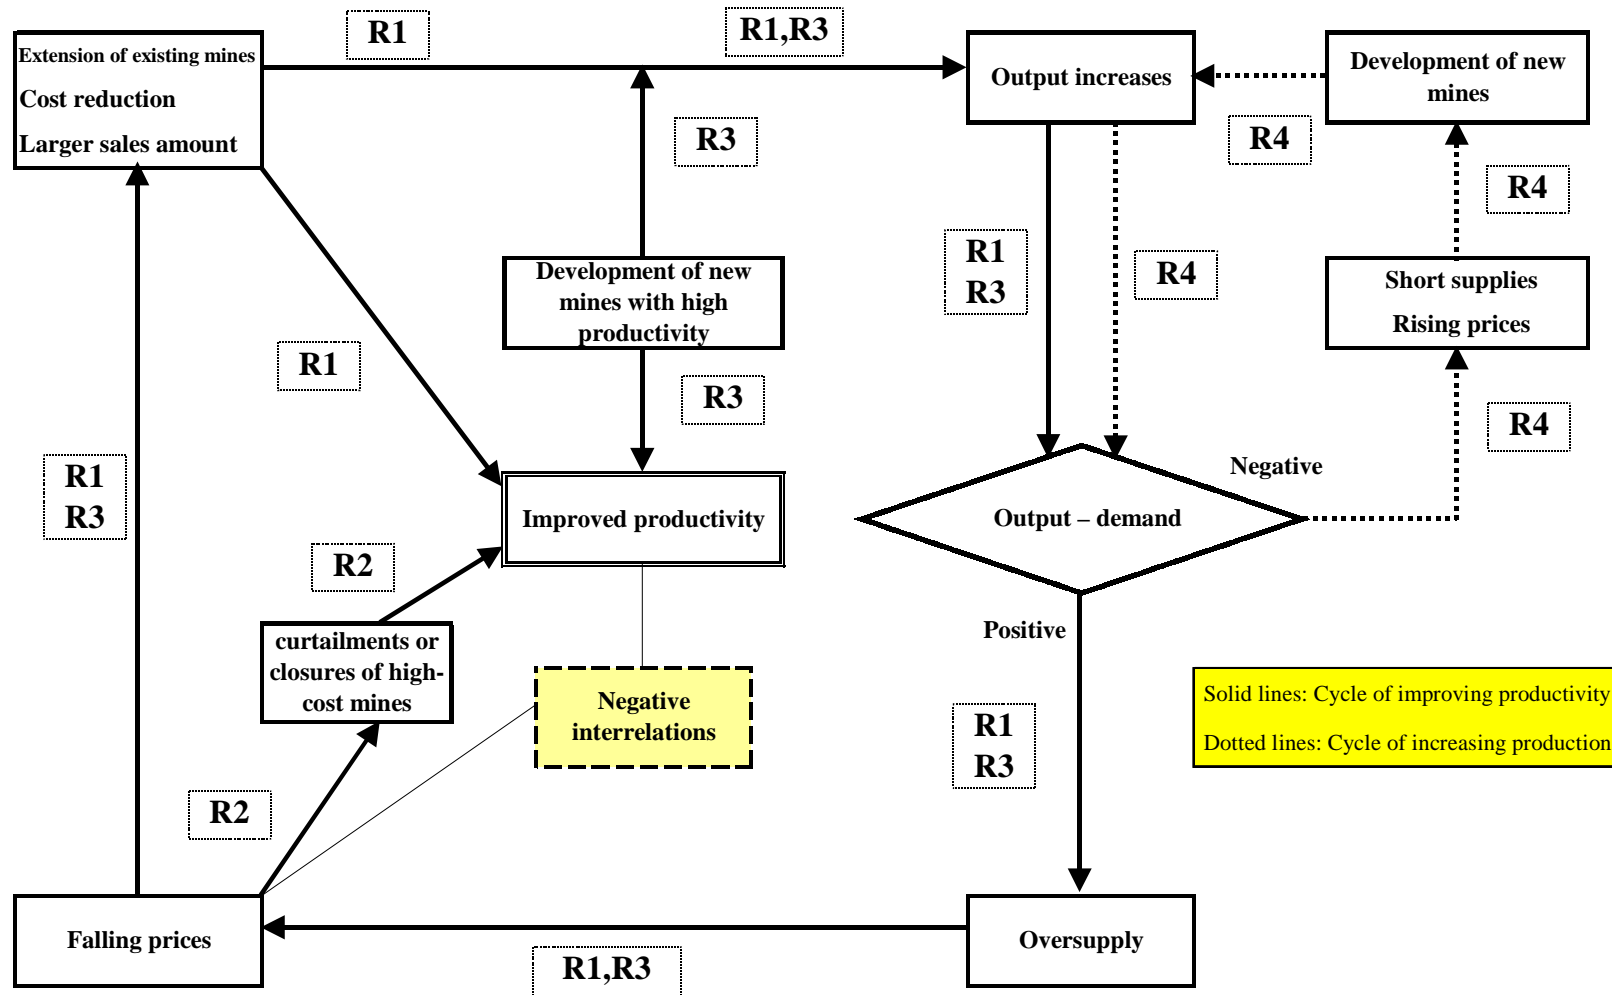 R1
R1,R3
Extension of existing mines
Cost reduction
Larger sales amount
Output increases
Development of new
mines
R3
R4
R4
R1
R3
R4
Development of new
mines with high
productivity
Short supplies
Rising prices
R1
R3
R4
R1
R3
Negative
Improved productivity
Output – demand
R2
curtailments or
closures of high-
cost mines
Positive
Negative
interrelations
Solid lines: Cycle of improving productivity
Dotted lines: Cycle of increasing production
R1
R3
R2
Falling prices
Oversupply
R1,R3